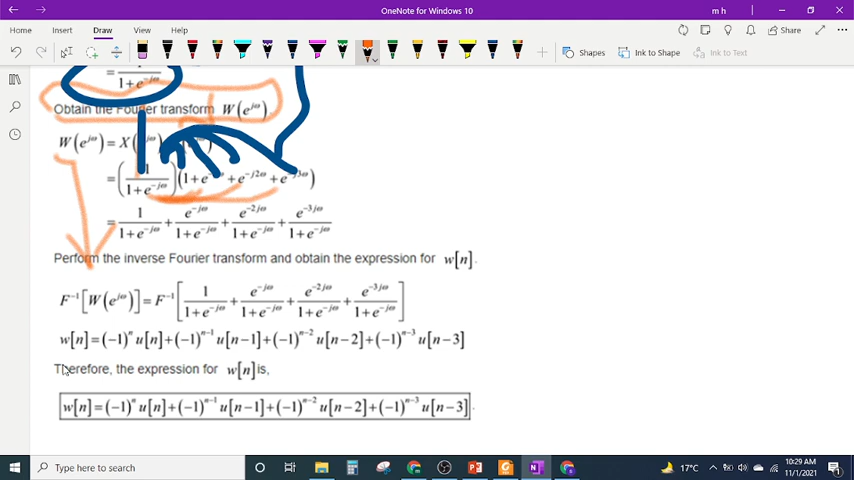 OneNote for Windows 10
m h
Home Insert Draw View Help Share
Shapes Ink to Shape Ink to Text
= 1+e^{-jω}
Obtain the Fourier transform W(e^{jω})
W(e^{jω}) = X(
= (1/(1+e^{-jω}))(1+e + e^{-j2ω} + e^{-j3ω})
= 1/(1+e^{-jω}) + e^{-jω}/(1+e^{-jω}) + e^{-2jω}/(1+e^{-jω}) + e^{-3jω}/(1+e^{-jω})
Perform the inverse Fourier transform and obtain the expression for w[n].
F^{-1}[W(e^{jω})] = F^{-1}[1/(1+e^{-jω}) + e^{-jω}/(1+e^{-jω}) + e^{-2jω}/(1+e^{-jω}) + e^{-3jω}/(1+e^{-jω})]
w[n] = (−1)^n u[n] + (−1)^{n−1} u[n−1] + (−1)^{n−2} u[n−2] + (−1)^{n−3} u[n−3]
Therefore, the expression for w[n] is,
w[n] = (−1)^n u[n] + (−1)^{n−1} u[n−1] + (−1)^{n−2} u[n−2] + (−1)^{n−3} u[n−3].
Type here to search
17°C
10:29 AM
11/1/2021